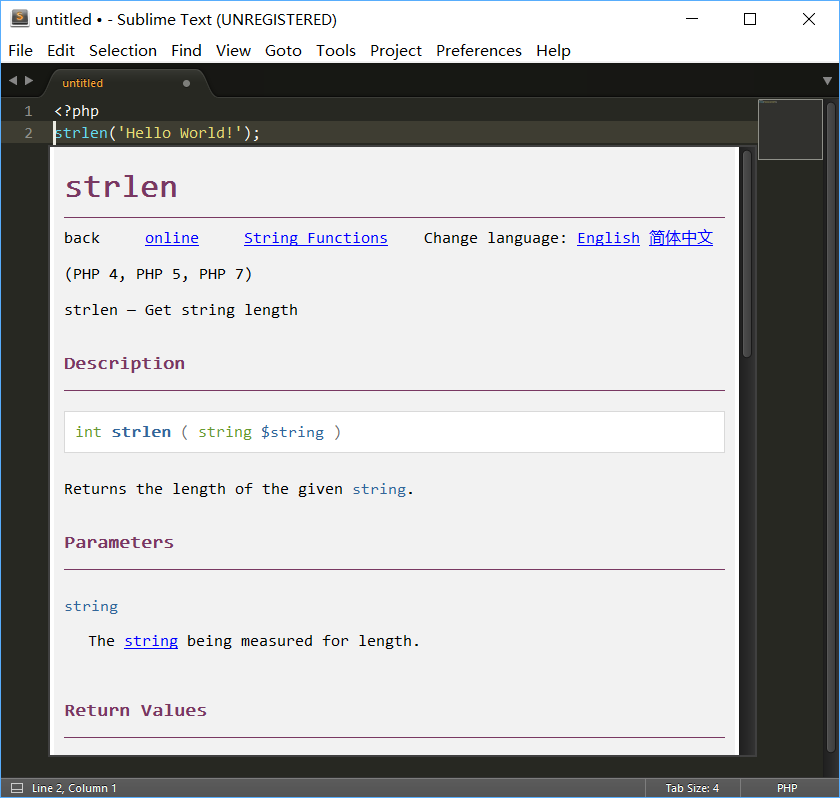 untitled • - Sublime Text (UNREGISTERED)
File Edit Selection Find View Goto Tools Project Preferences Help
untitled
1 <?php
2 strlen('Hello World!');
strlen
back online String Functions Change language: English 简体中文
(PHP 4, PHP 5, PHP 7)
strlen — Get string length
Description
int strlen ( string $string )
Returns the length of the given string.
Parameters
string
The string being measured for length.
Return Values
Line 2, Column 1 Tab Size: 4 PHP